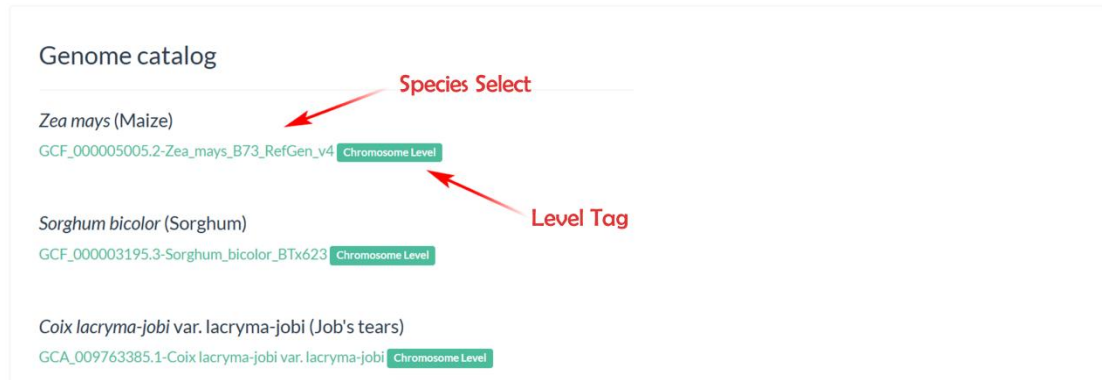 Genome catalog
Species Select
Zea mays (Maize)
GCF_000005005.2-Zea_mays_B73_RefGen_v4 Chromosome Level
Level Tag
Sorghum bicolor (Sorghum)
GCF_000003195.3-Sorghum_bicolor_BTx623 Chromosome Level
Coix lacryma-jobi var. lacryma-jobi (Job's tears)
GCA_009763385.1-Coix lacryma-jobi var. lacryma-jobi Chromosome Level